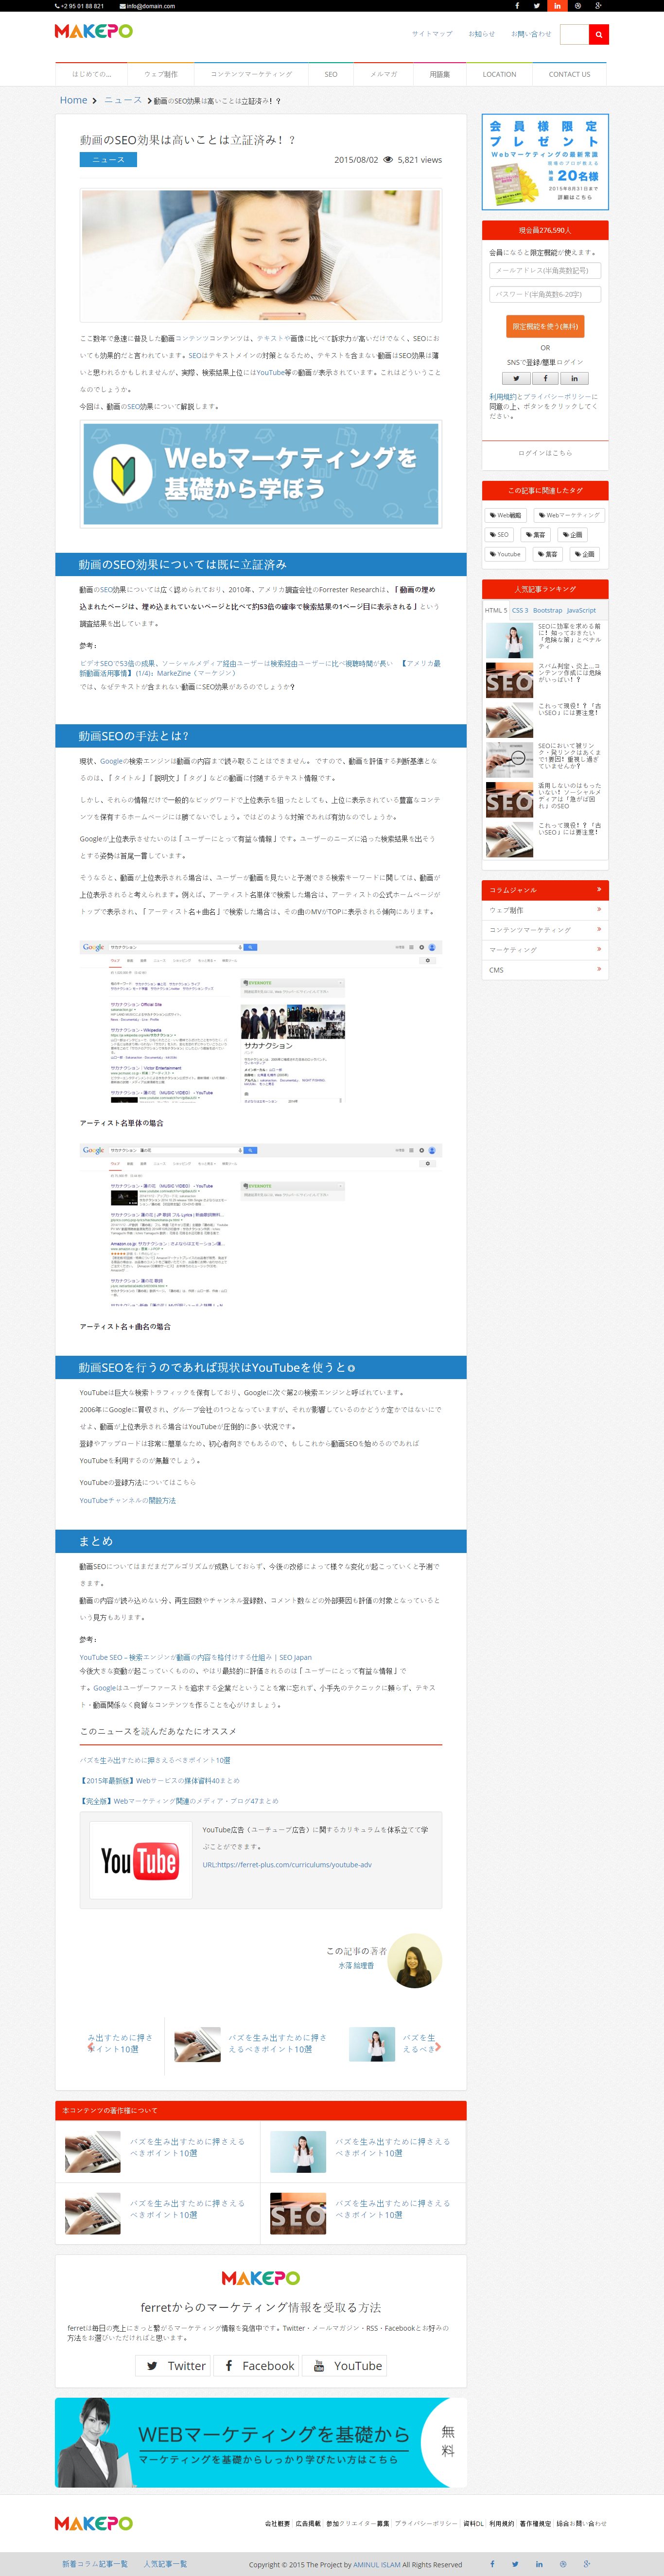 +2 95 01 88 821 info@domain.com
MAKEPO
サイトマップ お知らせ お問い合わせ
はじめての... ウェブ制作 コンテンツマーケティング SEO メルマガ 用語集 LOCATION CONTACT US
Home ニュース 動画のSEO効果は高いことは立証済み！？
動画のSEO効果は高いことは立証済み！？
ニュース 2015/08/02 5,821 views
ここ数年で急速に普及した動画コンテンツコンテンツは、テキストや画像に比べて訴求力が高いだけでなく、SEOにお
いても効果的だと言われています。SEOはテキストメインの対策となるため、テキストを含まない動画はSEO効果は薄
いと思われるかもしれませんが、実際、検索結果上位にはYouTube等の動画が表示されています。これはどういうこと
なのでしょうか。
今回は、動画のSEO効果について解説します。
Webマーケティングを
基礎から学ぼう
動画のSEO効果については既に立証済み
動画のSEO効果については広く認められており、2010年、アメリカ調査会社のForrester Researchは、「動画の埋め
込まれたページは、埋め込まれていないページと比べて約53倍の確率で検索結果の1ページ目に表示される」という
調査結果を出しています。
参考：
ビデオSEOで53倍の成果、ソーシャルメディア経由ユーザーは検索経由ユーザーに比べ視聴時間が長い 【アメリカ最
新動画活用事情】 (1/4)：MarkeZine（マーケジン）
では、なぜテキストが含まれない動画にSEO効果があるのでしょうか？
動画SEOの手法とは？
現状、Googleの検索エンジンは動画の内容まで読み取ることはできません。ですので、動画を評価する判断基準とな
るのは、「タイトル」「説明文」「タグ」などの動画に付随するテキスト情報です。
しかし、それらの情報だけで一般的なビッグワードで上位表示を狙ったとしても、上位に表示されている豊富なコンテ
ンツを保有するホームページには勝てないでしょう。ではどのような対策であれば有効なのでしょうか。
Googleが上位表示させたいのは「ユーザーにとって有益な情報」です。ユーザーのニーズに沿った検索結果を出そう
とする姿勢は首尾一貫しています。
そうなると、動画が上位表示される場合は、ユーザーが動画を見たいと予測できる検索キーワードに関しては、動画が
上位表示されると考えられます。例えば、アーティスト名単体で検索した場合は、アーティストの公式ホームページが
トップで表示され、「アーティスト名＋曲名」で検索した場合は、その曲のMVがTOPに表示される傾向にあります。
Google サカナクション
EVERNOTE
サカナクション Official Site
サカナクション - Wikipedia
サカナクション
サカナクション | Victor Entertainment
サカナクション - 蓮の花 (MUSIC VIDEO) - YouTube
アーティスト名単体の場合
Google サカナクション 蓮の花
サカナクション - 蓮の花 (MUSIC VIDEO) - YouTube
EVERNOTE
アーティスト名＋曲名の場合
動画SEOを行うのであれば現状はYouTubeを使うと◎
YouTubeは巨大な検索トラフィックを保有しており、Googleに次ぐ第2の検索エンジンと呼ばれています。
2006年にGoogleに買収され、グループ会社の1つとなっていますが、それが影響しているのかどうか定かではないにで
せよ、動画が上位表示される場合はYouTubeが圧倒的に多い状況です。
登録やアップロードは非常に簡単なため、初心者向きでもあるので、もしこれから動画SEOを始めるのであれば
YouTubeを利用するのが無難でしょう。
YouTubeの登録方法についてはこちら
YouTubeチャンネルの開設方法
まとめ
動画SEOについてはまだまだアルゴリズムが成熟しておらず、今後の改修によって様々な変化が起こっていくと予測で
きます。
動画の内容が読み込めない分、再生回数やチャンネル登録数、コメント数などの外部要因も評価の対象となっていると
いう見方もあります。
参考：
YouTube SEO – 検索エンジンが動画の内容を格付けする仕組み | SEO Japan
今後大きな変動が起こっていくものの、やはり最終的に評価されるのは「ユーザーにとって有益な情報」で
す。Googleはユーザーファーストを追求する企業だということを常に忘れず、小手先のテクニックに頼らず、テキス
ト・動画関係なく良質なコンテンツを作ることを心がけましょう。
このニュースを読んだあなたにオススメ
バズを生み出すために押さえるべきポイント10選
【2015年最新版】Webサービスの媒体資料40まとめ
【完全版】Webマーケティング関連のメディア・ブログ47まとめ
YouTube
YouTube広告（ユーチューブ広告）に関するカリキュラムを体系立てて学
ぶことができます。
URL:https://ferret-plus.com/curriculums/youtube-adv
この記事の著者
水落 絵理香
み出すために押さ
ポイント10選
バズを生み出すために押さ
えるべきポイント10選
バズを生
えるべき
本コンテンツの著作権について
バズを生み出すために押さえる
べきポイント10選
バズを生み出すために押さえる
べきポイント10選
バズを生み出すために押さえる
べきポイント10選
SEO
バズを生み出すために押さえる
べきポイント10選
MAKEPO
ferretからのマーケティング情報を受取る方法
ferretは毎日の売上にきっと繋がるマーケティング情報を発信中です。Twitter・メールマガジン・RSS・Facebookとお好みの
方法をお選びいただければと思います。
Twitter Facebook YouTube
WEBマーケティングを基礎から
マーケティングを基礎からしっかり学びたい方はこちら
無料
会員様限定
プレゼント
Webマーケティングの最新常識
現場のプロが教える
抽選20名様
2015年8月31日まで
詳細はこちら
現会員276,590人
会員になると限定機能が使えます。
メールアドレス(半角英数記号)
パスワード(半角英数6-20字)
限定機能を使う(無料)
OR
SNSで登録/簡単ログイン
利用規約とプライバシーポリシーに
同意の上、ボタンをクリックしてく
ださい。
ログインはこちら
この記事に関連したタグ
Web戦略 Webマーケティング
SEO 集客 企画
Youtube 集客 企画
人気記事ランキング
HTML 5 CSS 3 Bootstrap JavaScript
SEOに効率を求める前
に！知っておきたい
「危険な罠」とペナル
ティ
SEO
スパム判定・炎上...コ
ンテンツ作成には危険
がいっぱい！？
これって現役！？「古
いSEO」には要注意！
SEOにおいて被リン
ク・発リンクはあくま
で1要因！重視し過ぎ
ていませんか？
SEO
活用しないのはもった
いない！ソーシャルメ
ディアは「急がば回
れ」のSEO
これって現役！？「古
いSEO」には要注意！
コラムジャンル
ウェブ制作
コンテンツマーケティング
マーケティング
CMS
MAKEPO
会社概要 広告掲載 参加クリエイター募集 プライバシーポリシー 資料DL 利用規約 著作権規定 総合お問い合わせ
新着コラム記事一覧 人気記事一覧 Copyright © 2015 The Project by AMINUL ISLAM All Rights Reserved